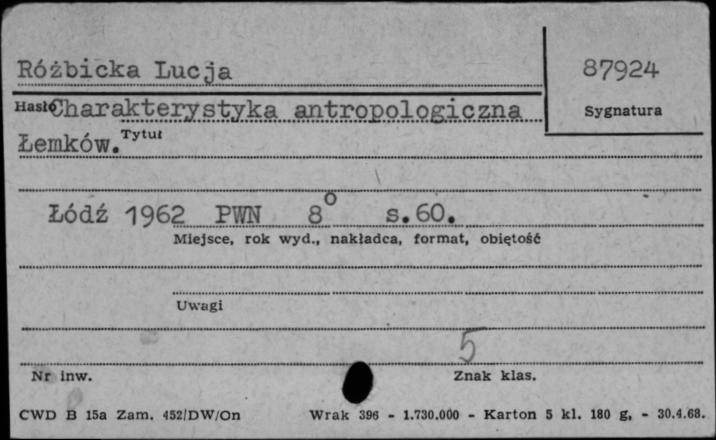 Różbicka Lucja
87924
Hasło Charakterystyka antropologiczna
Sygnatura
Łemków. Tytuł
Łódź 1962 PWN 8° s.60.
Miejsce, rok wyd., nakładca, format, objętość
Uwagi
5
Nr inw.
Znak klas.
CWD B 15a Zam. 452/DW/On Wrak 396 - 1.730.000 - Karton 5 kl. 180 g, - 30.4.68.